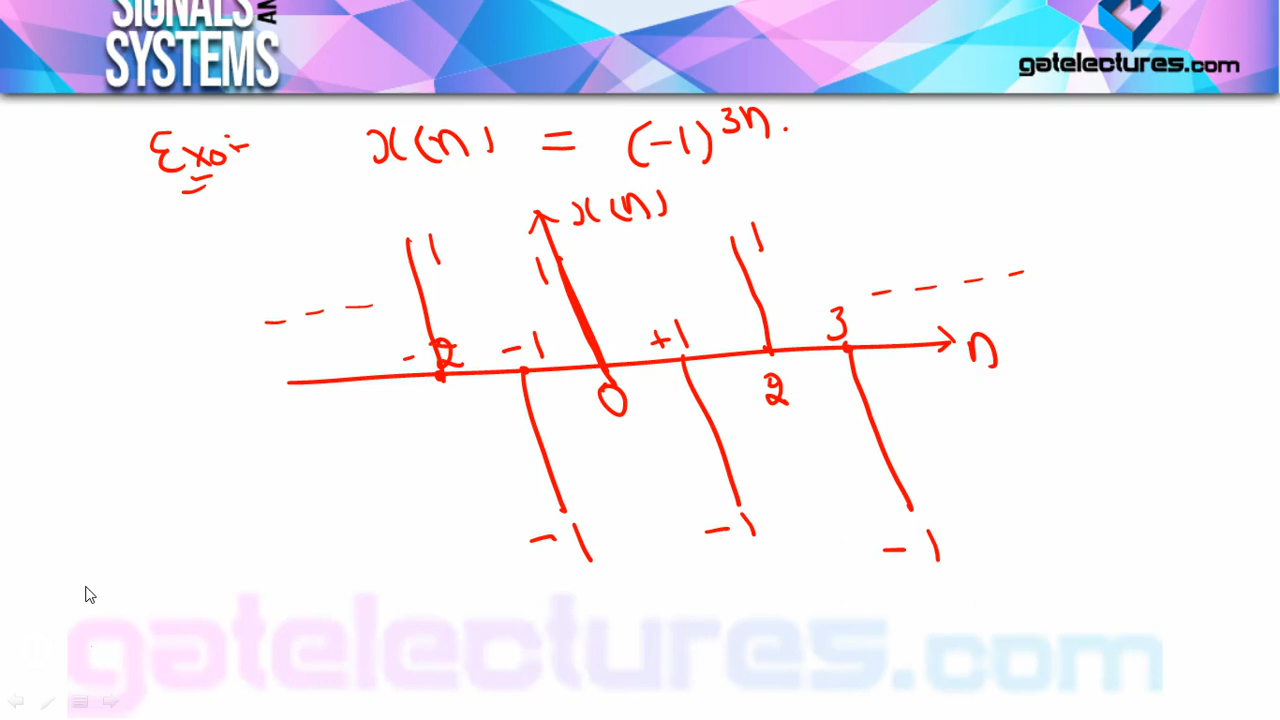 SIGNALS AN
SYSTEMS
gatelectures.com
Ex:- x(n) = (-1)^3n.
x(n)
1 1 1
-2 -1 0 +1 2 3 n
-1 -1 -1
gatelectures.com